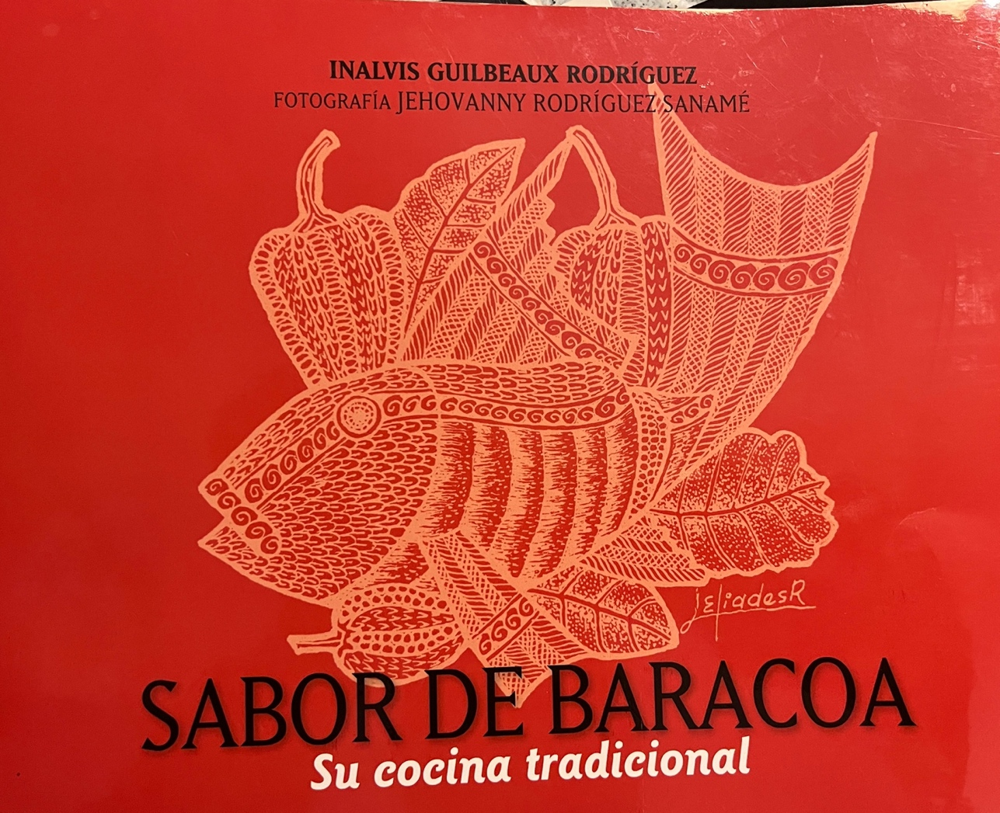 INALVIS GUILBEAUX RODRÍGUEZ
FOTOGRAFÍA JEHOVANNY RODRÍGUEZ SANAMÉ
jEliadesR
SABOR DE BARACOA
Su cocina tradicional